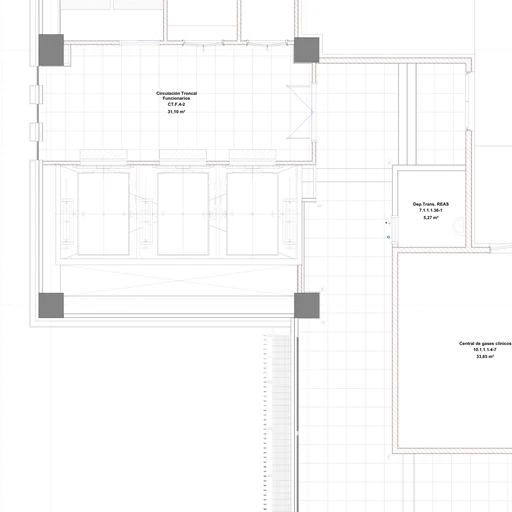 Circulación Troncal
Funcionarios
CT.F.4-2
31,10 m²
Dep.Trans. REAS
7.1.1.1.36-1
5,27 m²
Central de gases clínicos
10.1.1.1.4-7
33,65 m²